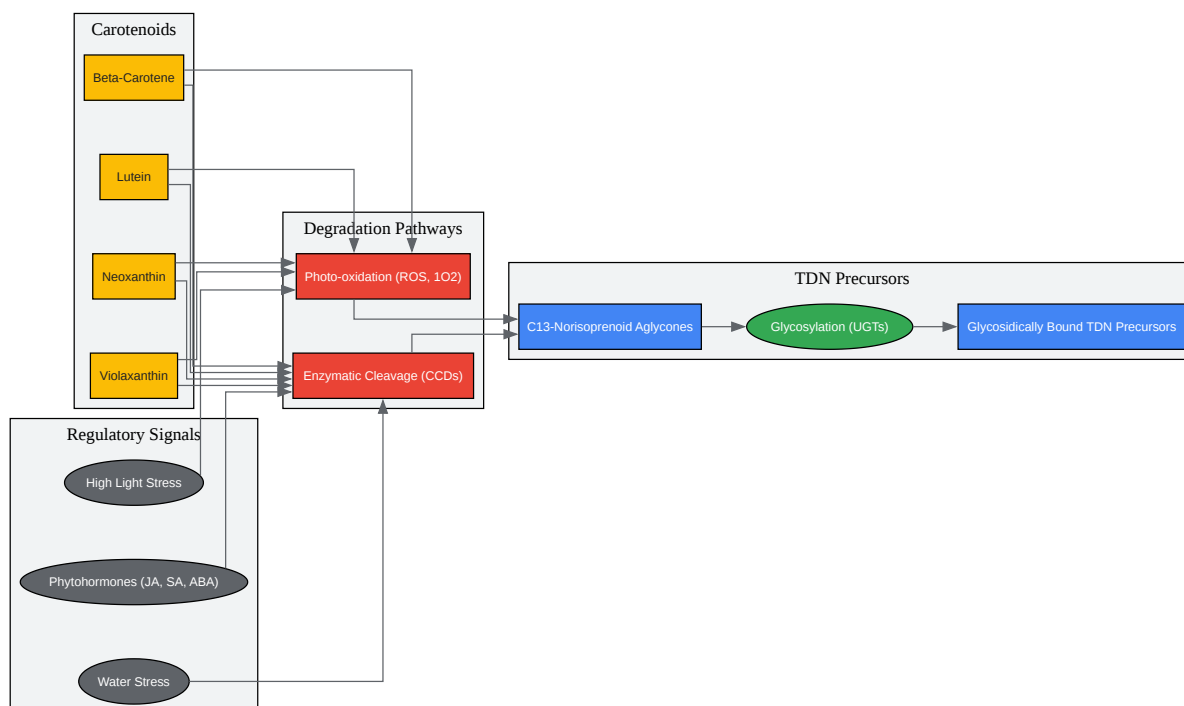 Carotenoids
Beta-Carotene
Lutein
Neoxanthin
Violaxanthin
Regulatory Signals
High Light Stress
Phytohormones (JA, SA, ABA)
Water Stress
Degradation Pathways
Photo-oxidation (ROS, 1O2)
Enzymatic Cleavage (CCDs)
TDN Precursors
C13-Norisoprenoid Aglycones
Glycosylation (UGTs)
Glycosidically Bound TDN Precursors